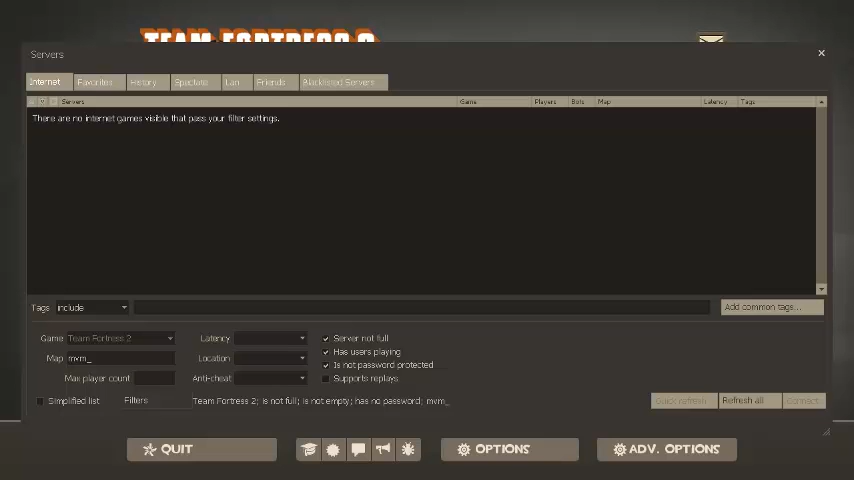 TEAM FORTRESS 2
Servers
Internet Favorites History Spectate Lan Friends Blacklisted Servers
Servers Game Players Bots Map Latency Tags
There are no internet games visible that pass your filter settings.
Tags include Add common tags...
Game Team Fortress 2 Latency Server not full
Has users playing
Map mvm_ Location Is not password protected
Max player count Anti-cheat Supports replays
Simplified list Filters Team Fortress 2; is not full; is not empty; has no password; mvm_ Quick refresh Refresh all Connect
QUIT OPTIONS ADV. OPTIONS